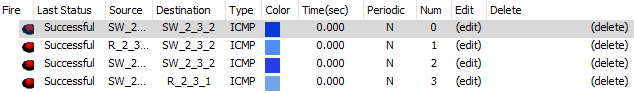 Fire Last Status Source Destination Type Color Time(sec) Periodic Num Edit Delete
Successful SW_2... SW_2_3_2 ICMP 0.000 N 0 (edit) (delete)
Successful R_2_3... SW_2_3_2 ICMP 0.000 N 1 (edit) (delete)
Successful SW_2... SW_2_3_2 ICMP 0.000 N 2 (edit) (delete)
Successful SW_2... R_2_3_1 ICMP 0.000 N 3 (edit) (delete)